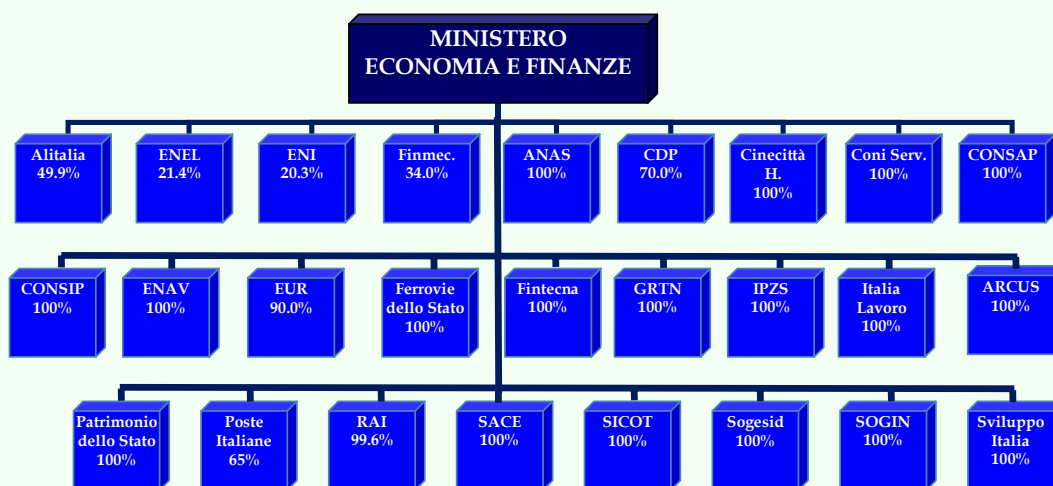 MINISTERO
ECONOMIA E FINANZE
Alitalia
49.9%
ENEL
21.4%
ENI
20.3%
Finmec.
34.0%
ANAS
100%
CDP
70.0%
Cinecittà
H.
100%
Coni Serv.
100%
CONSAP
100%
CONSIP
100%
ENAV
100%
EUR
90.0%
Ferrovie
dello Stato
100%
Fintecna
100%
GRTN
100%
IPZS
100%
Italia
Lavoro
100%
ARCUS
100%
Patrimonio
dello Stato
100%
Poste
Italiane
65%
RAI
99.6%
SACE
100%
SICOT
100%
Sogesid
100%
SOGIN
100%
Sviluppo
Italia
100%